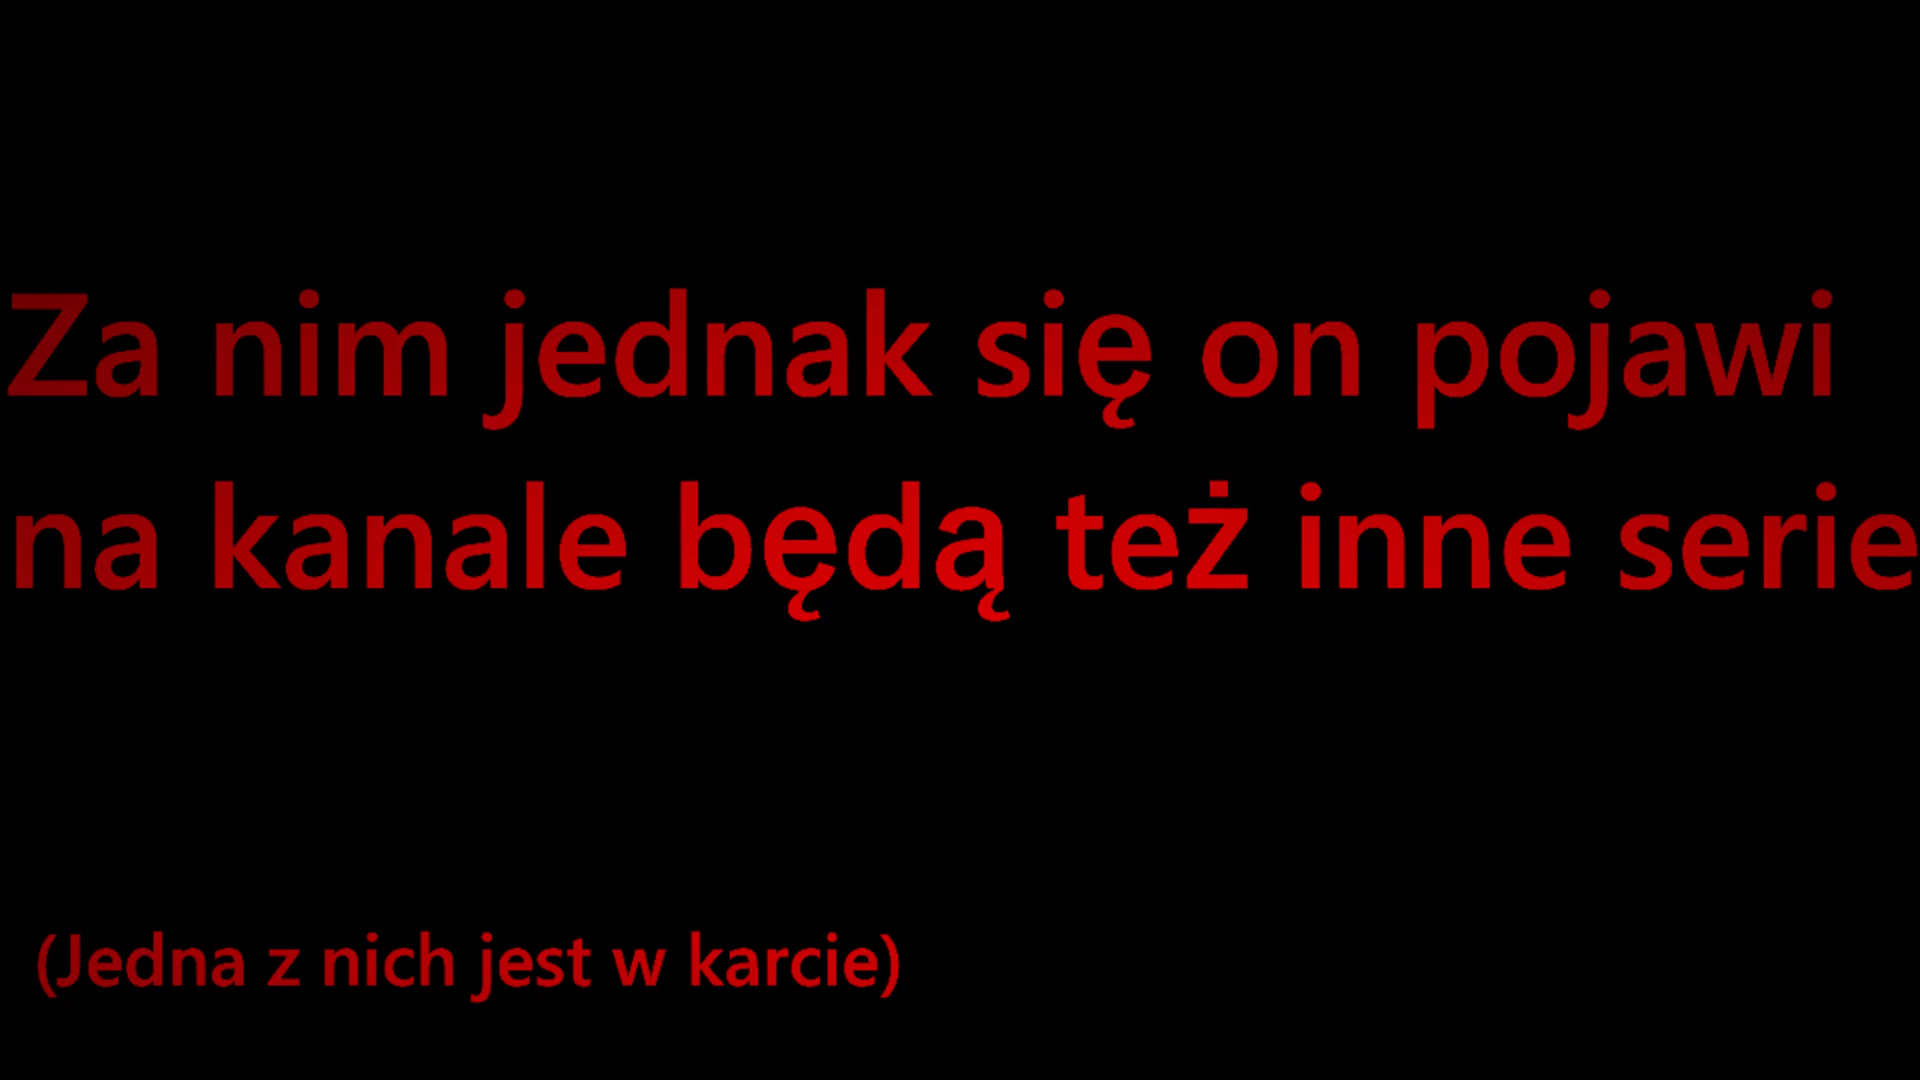 Za nim jednak się on pojawi
na kanale będą też inne serie
(Jedna z nich jest w karcie)